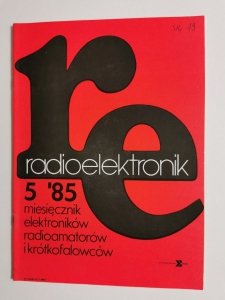 re
radioelektronik
5 '85
miesięcznik
elektroników
radioamatorów
i krótkofalowców